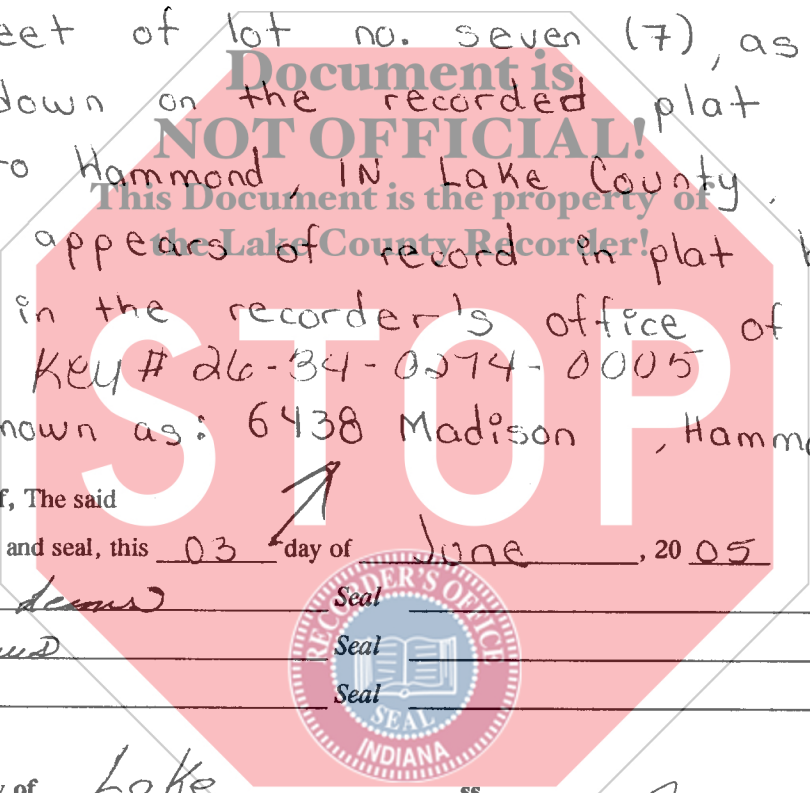 eet of lot no. seven (7), as
Document is
down on the recorded plat
NOT OFFICIAL!
to Hammond, IN Lake County.
This Document is the property of
appears of record in plat b
the Lake County Recorder!
in the recorder's office of
STOP
Key # 26-34-0274-0005
nown as: 6438 Madison , Hammo
f, The said
and seal, this 03 day of June, 20 05
Seal
Seal
Seal
RECORDER'S OFFICE
SEAL
INDIANA
y of Lake ss